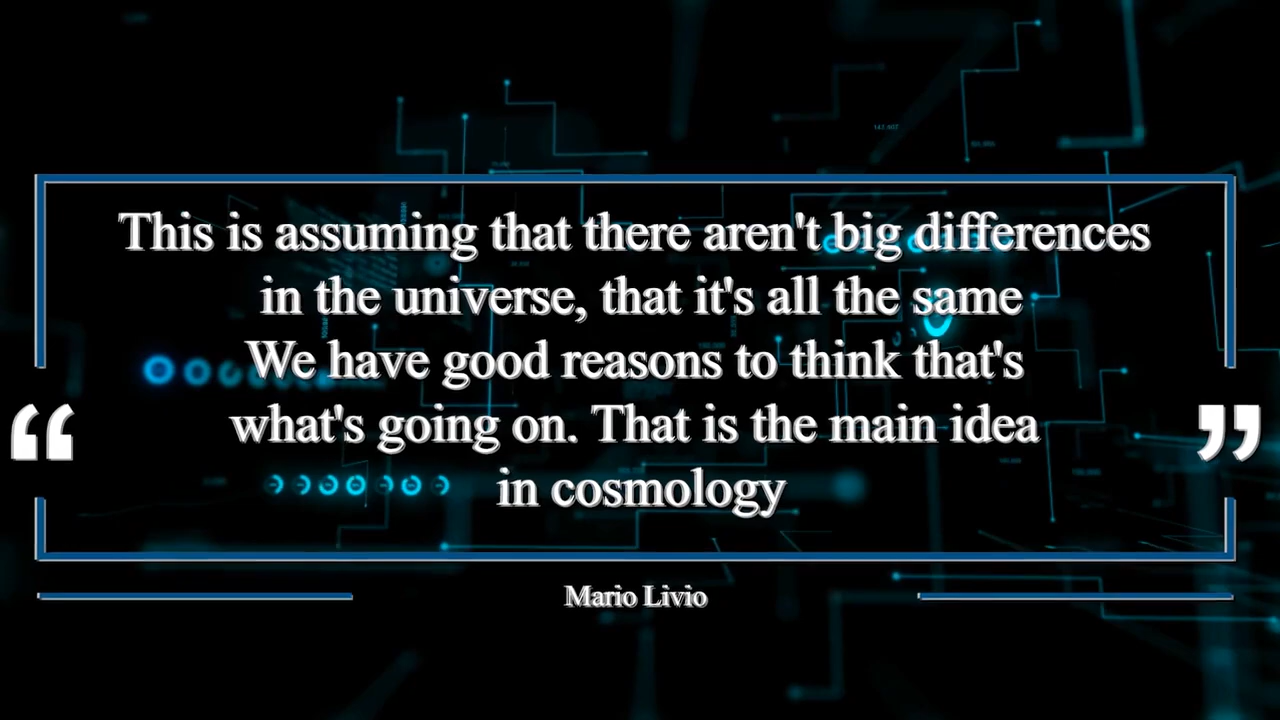 This is assuming that there aren't big differences
in the universe, that it's all the same
We have good reasons to think that's
“ what's going on. That is the main idea ”
in cosmology
Mario Livio